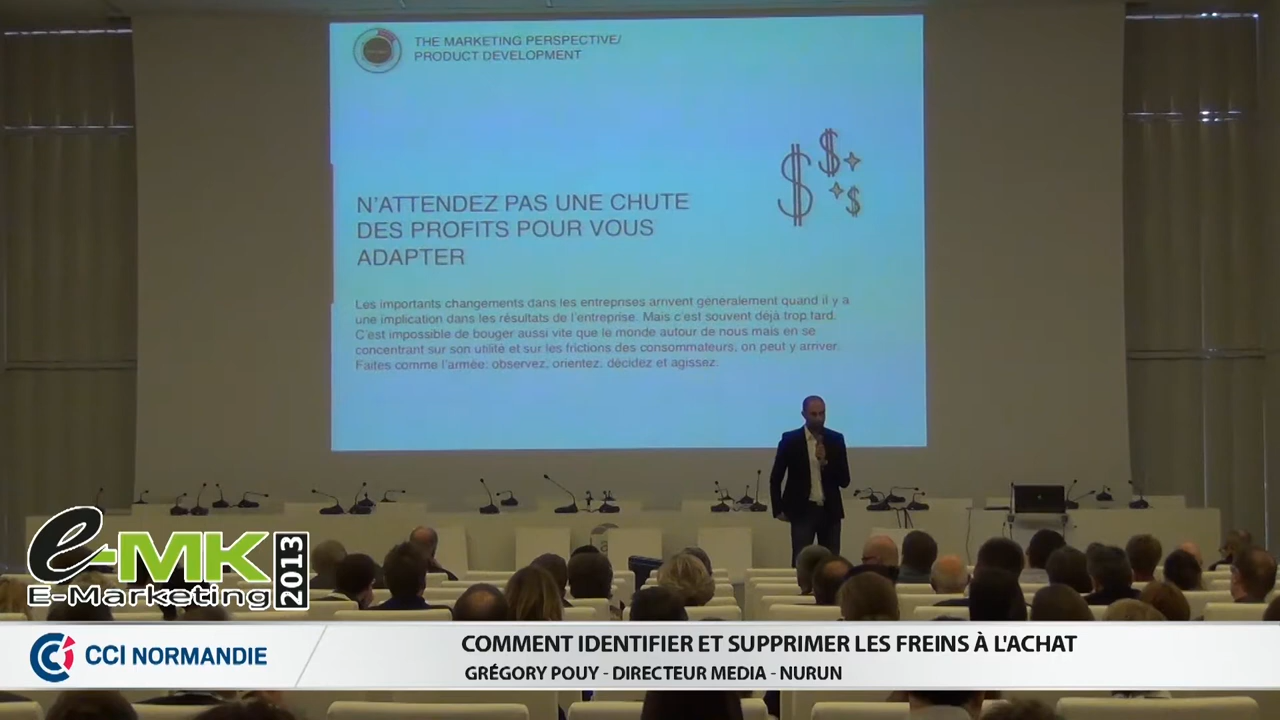 THE MARKETING PERSPECTIVE/
PRODUCT DEVELOPMENT
N'ATTENDEZ PAS UNE CHUTE
DES PROFITS POUR VOUS
ADAPTER
Les importants changements dans les entreprises arrivent generalement quand il y a
une implication dans les résultats de l'entreprise. Mais c'est souvent déjà trop tard.
C'est impossible de bouger aussi vite que le monde autour de nous mais en se
concentrant sur son utilité et sur les frictions des consommateurs, on peut y arriver.
Faites comme l'armée: observez, orientez, décidez et agissez.
e-MK
E-Marketing
2013
CCI NORMANDIE
COMMENT IDENTIFIER ET SUPPRIMER LES FREINS À L'ACHAT
GRÉGORY POUY - DIRECTEUR MEDIA - NURUN